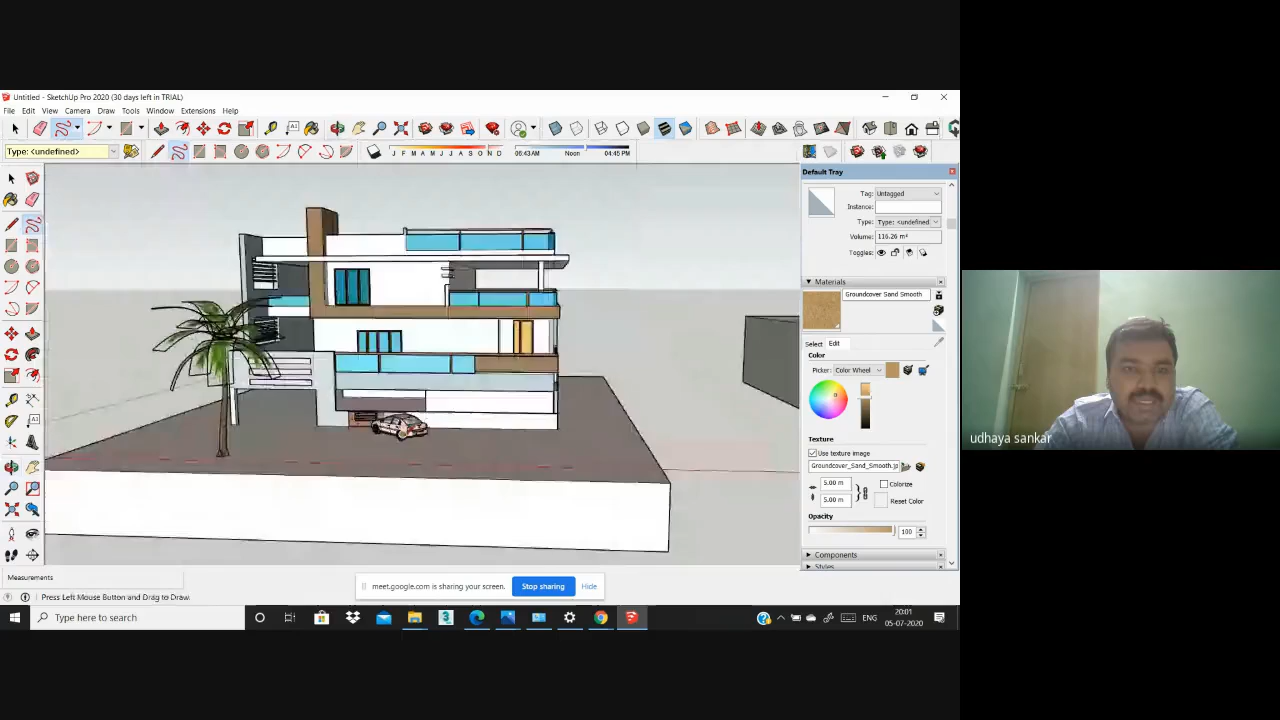 Untitled - SketchUp Pro 2020 (30 days left in TRIAL)
File Edit View Camera Draw Tools Window Extensions Help
Type: <undefined>
J F M A M J J A S O N D
06:43 AM Noon 04:45 PM
Default Tray
Tag: Untagged
Instance:
Type: Type: <undefined
Volume: 116.26 m³
Toggles:
Materials
Groundcover Sand Smooth
Select Edit
Color
Picker: Color Wheel
Texture
Use texture image
Groundcover_Sand_Smooth.jp
5.00 m
Colorize
5.00 m
Reset Color
Opacity
100
Components
Styles
udhaya sankar
Measurements
meet.google.com is sharing your screen. Stop sharing Hide
Press Left Mouse Button and Drag to Draw.
Type here to search
ENG
20:01
05-07-2020